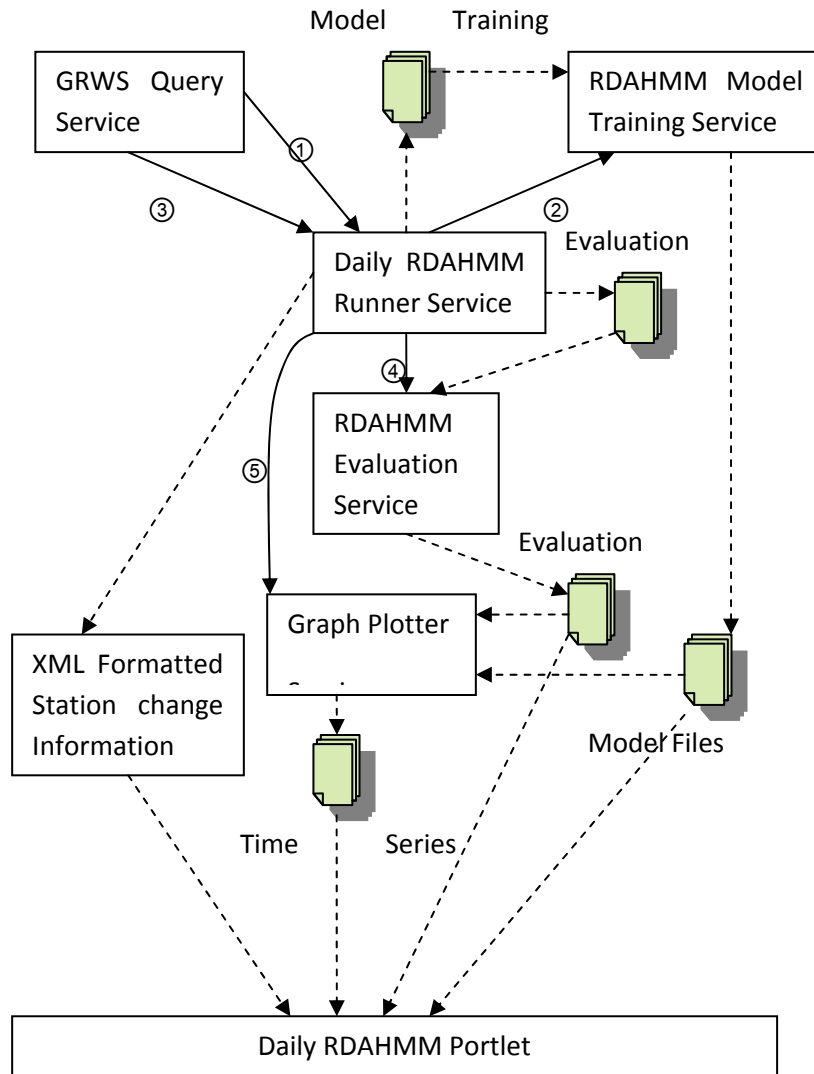 Model Training
GRWS Query
Service
RDAHMM Model
Training Service
①
③
②
Daily RDAHMM
Runner Service
Evaluation
④
RDAHMM
Evaluation
Service
⑤
Evaluation
Graph Plotter
XML Formatted
Station change
Information
Model Files
Time Series
Daily RDAHMM Portlet